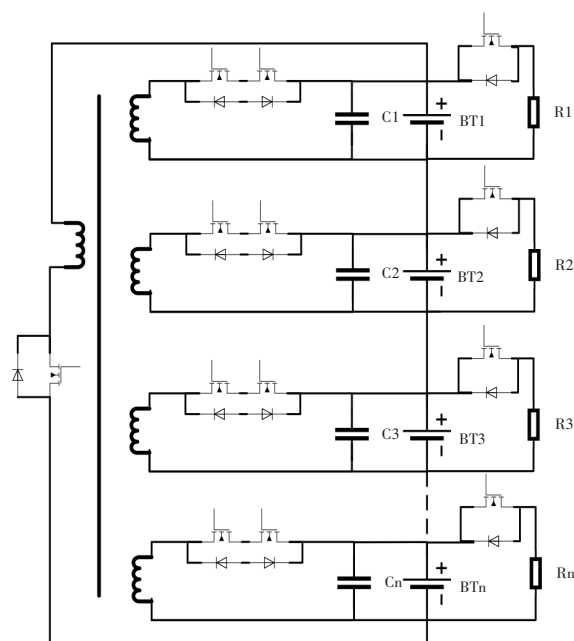 C1
+
BT1
R1
C2
+
BT2
R2
C3
+
BT3
R3
Cn
+
BTn
Rn